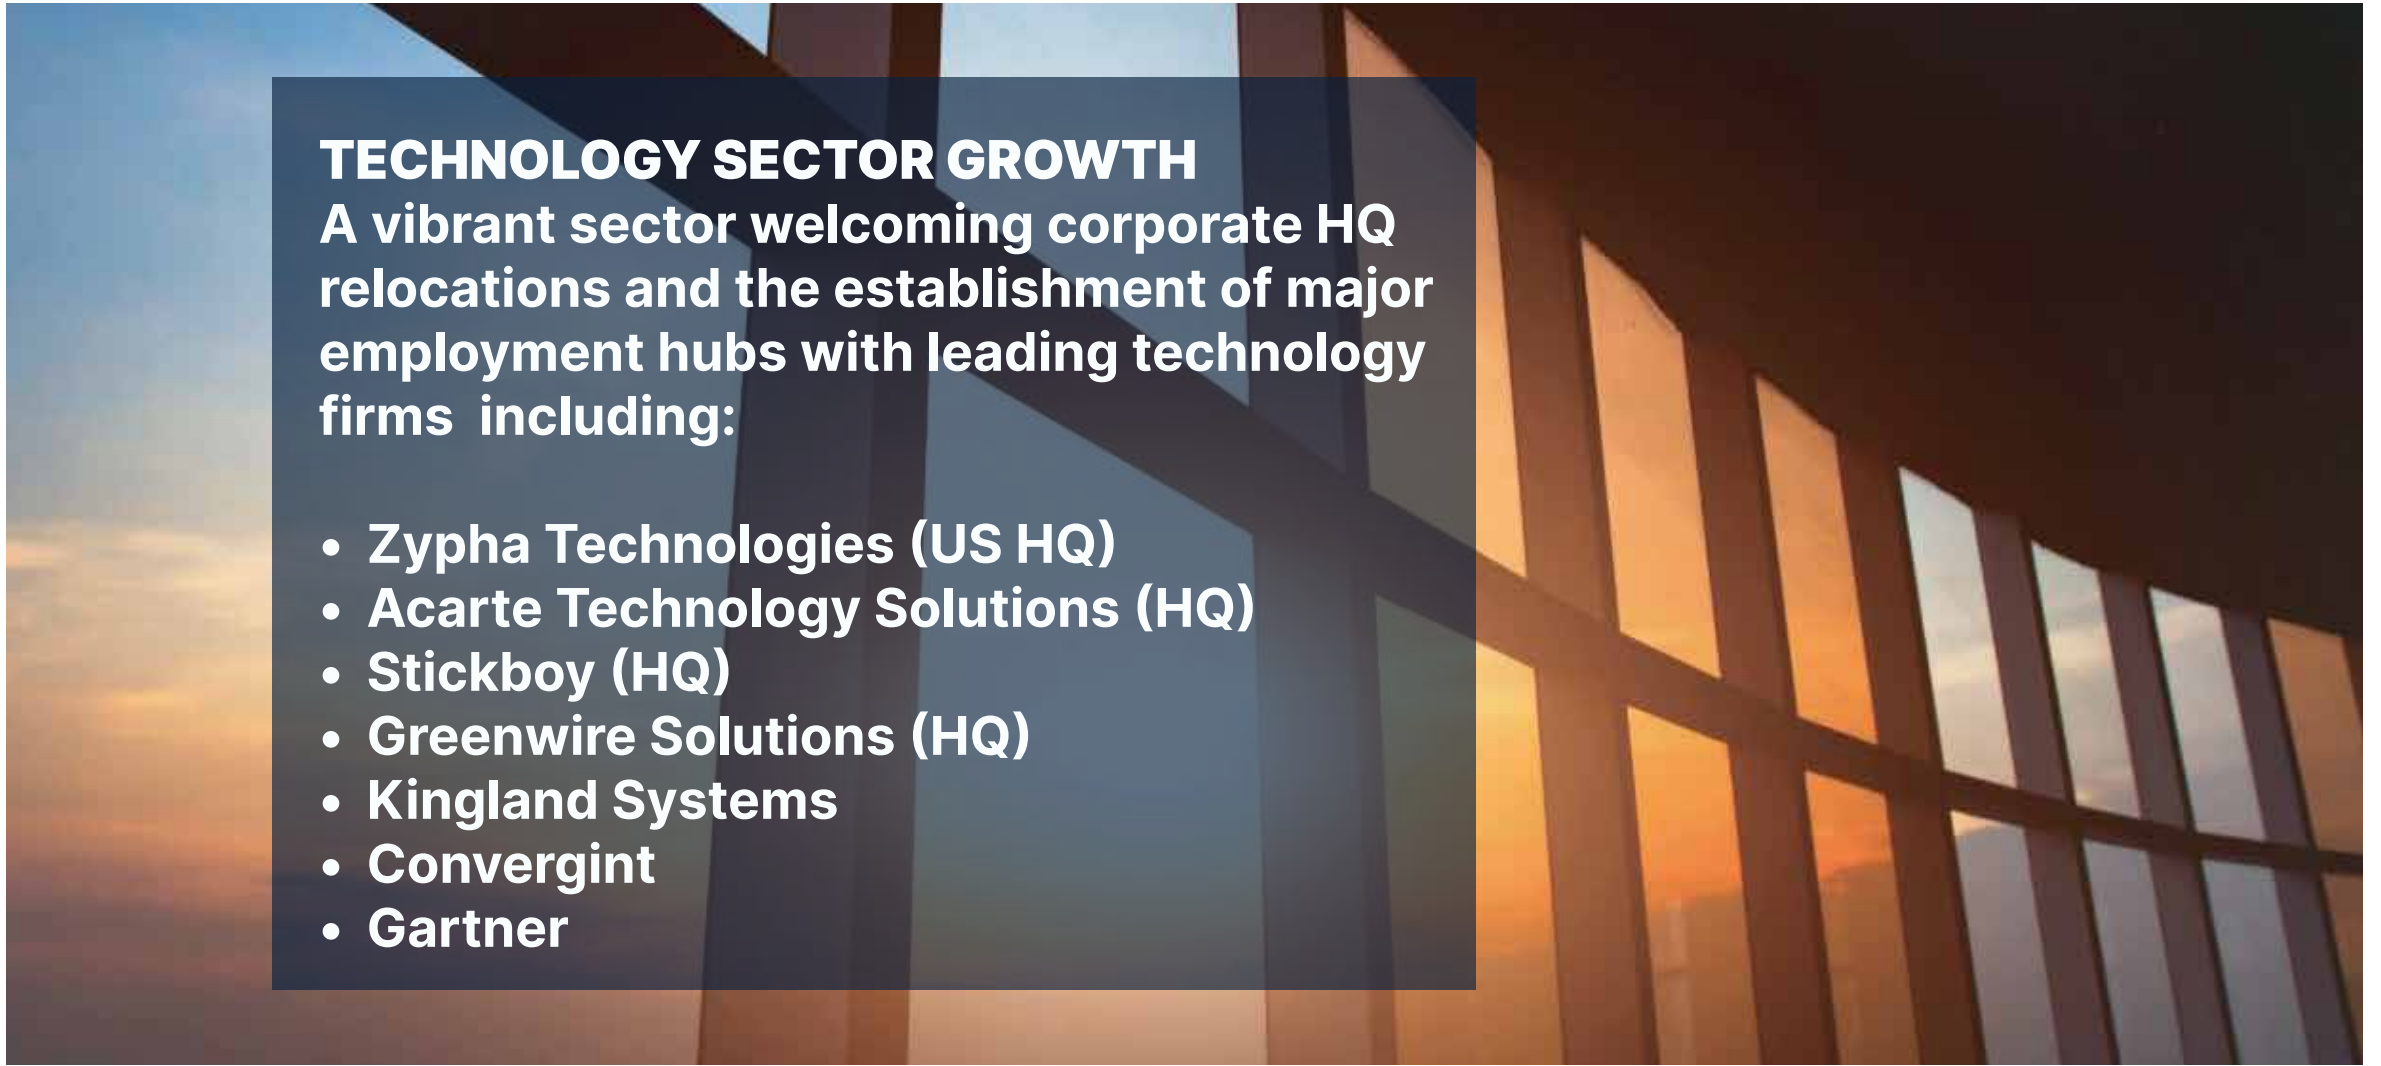 TECHNOLOGY SECTOR GROWTH
A vibrant sector welcoming corporate HQ
relocations and the establishment of major
employment hubs with leading technology
firms  including:
• Zypha Technologies (US HQ)
• Acarte Technology Solutions (HQ)
• Stickboy (HQ)
• Greenwire Solutions (HQ)
• Kingland Systems
• Convergint
• Gartner